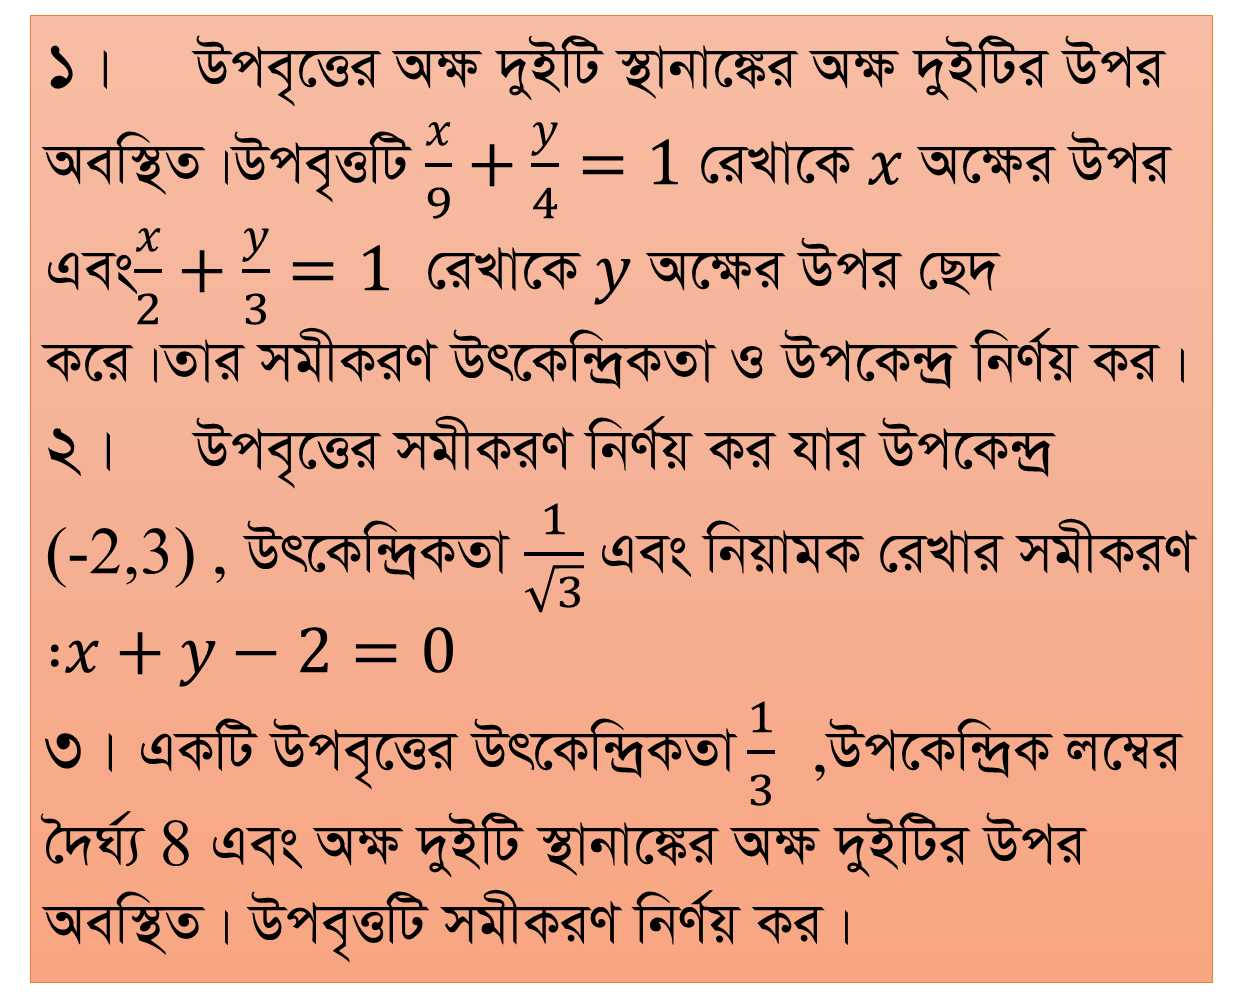 ১। উপবৃত্তের অক্ষ দুইটি স্থানাঙ্কের অক্ষ দুইটির উপর
অবস্থিত ।উপবৃত্তটি x/9 + y/4 = 1 রেখাকে x অক্ষের উপর
এবং x/2 + y/3 = 1 রেখাকে y অক্ষের উপর ছেদ
করে ।তার সমীকরণ উৎকেন্দ্রিকতা ও উপকেন্দ্র নির্ণয় কর।
২। উপবৃত্তের সমীকরণ নির্ণয় কর যার উপকেন্দ্র
(-2,3) , উৎকেন্দ্রিকতা 1/√3 এবং নিয়ামক রেখার সমীকরণ
ঃx + y − 2 = 0
৩। একটি উপবৃত্তের উৎকেন্দ্রিকতা 1/3 ,উপকেন্দ্রিক লম্বের
দৈর্ঘ্য 8 এবং অক্ষ দুইটি স্থানাঙ্কের অক্ষ দুইটির উপর
অবস্থিত। উপবৃত্তটি সমীকরণ নির্ণয় কর।